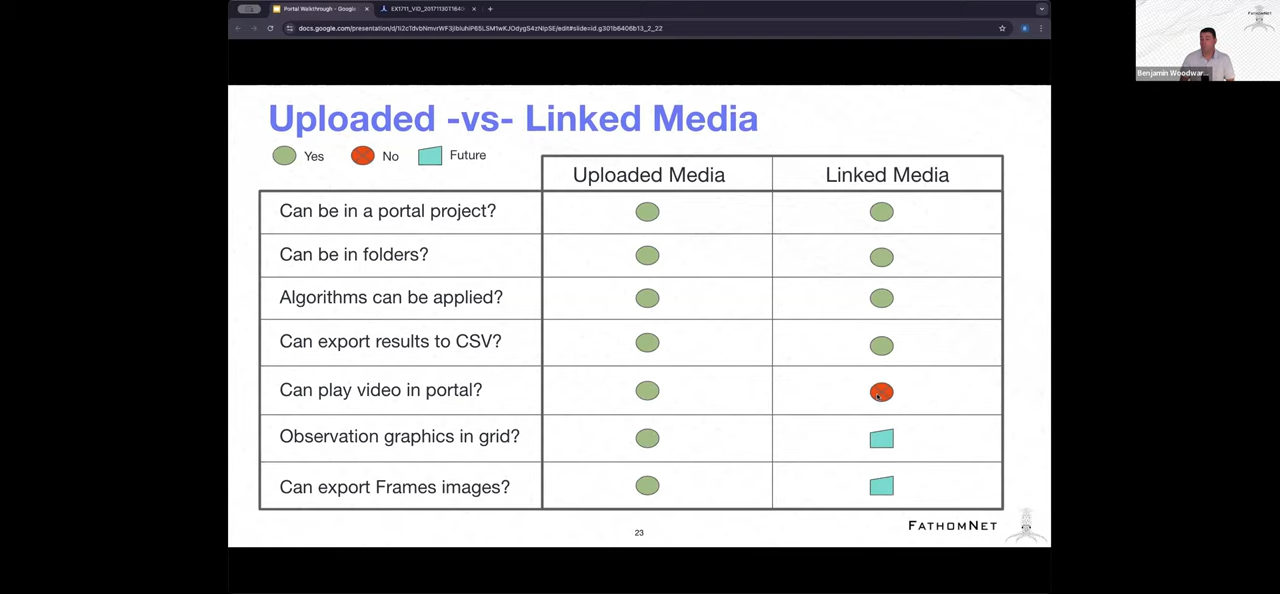 Portal Walkthrough - Google
EX1711_VID_20171130T1640
FATHOMNET
Benjamin Woodwar...
Uploaded -vs- Linked Media
Yes No Future
Uploaded Media Linked Media
Can be in a portal project?
Can be in folders?
Algorithms can be applied?
Can export results to CSV?
Can play video in portal?
Observation graphics in grid?
Can export Frames images?
23
FATHOMNET